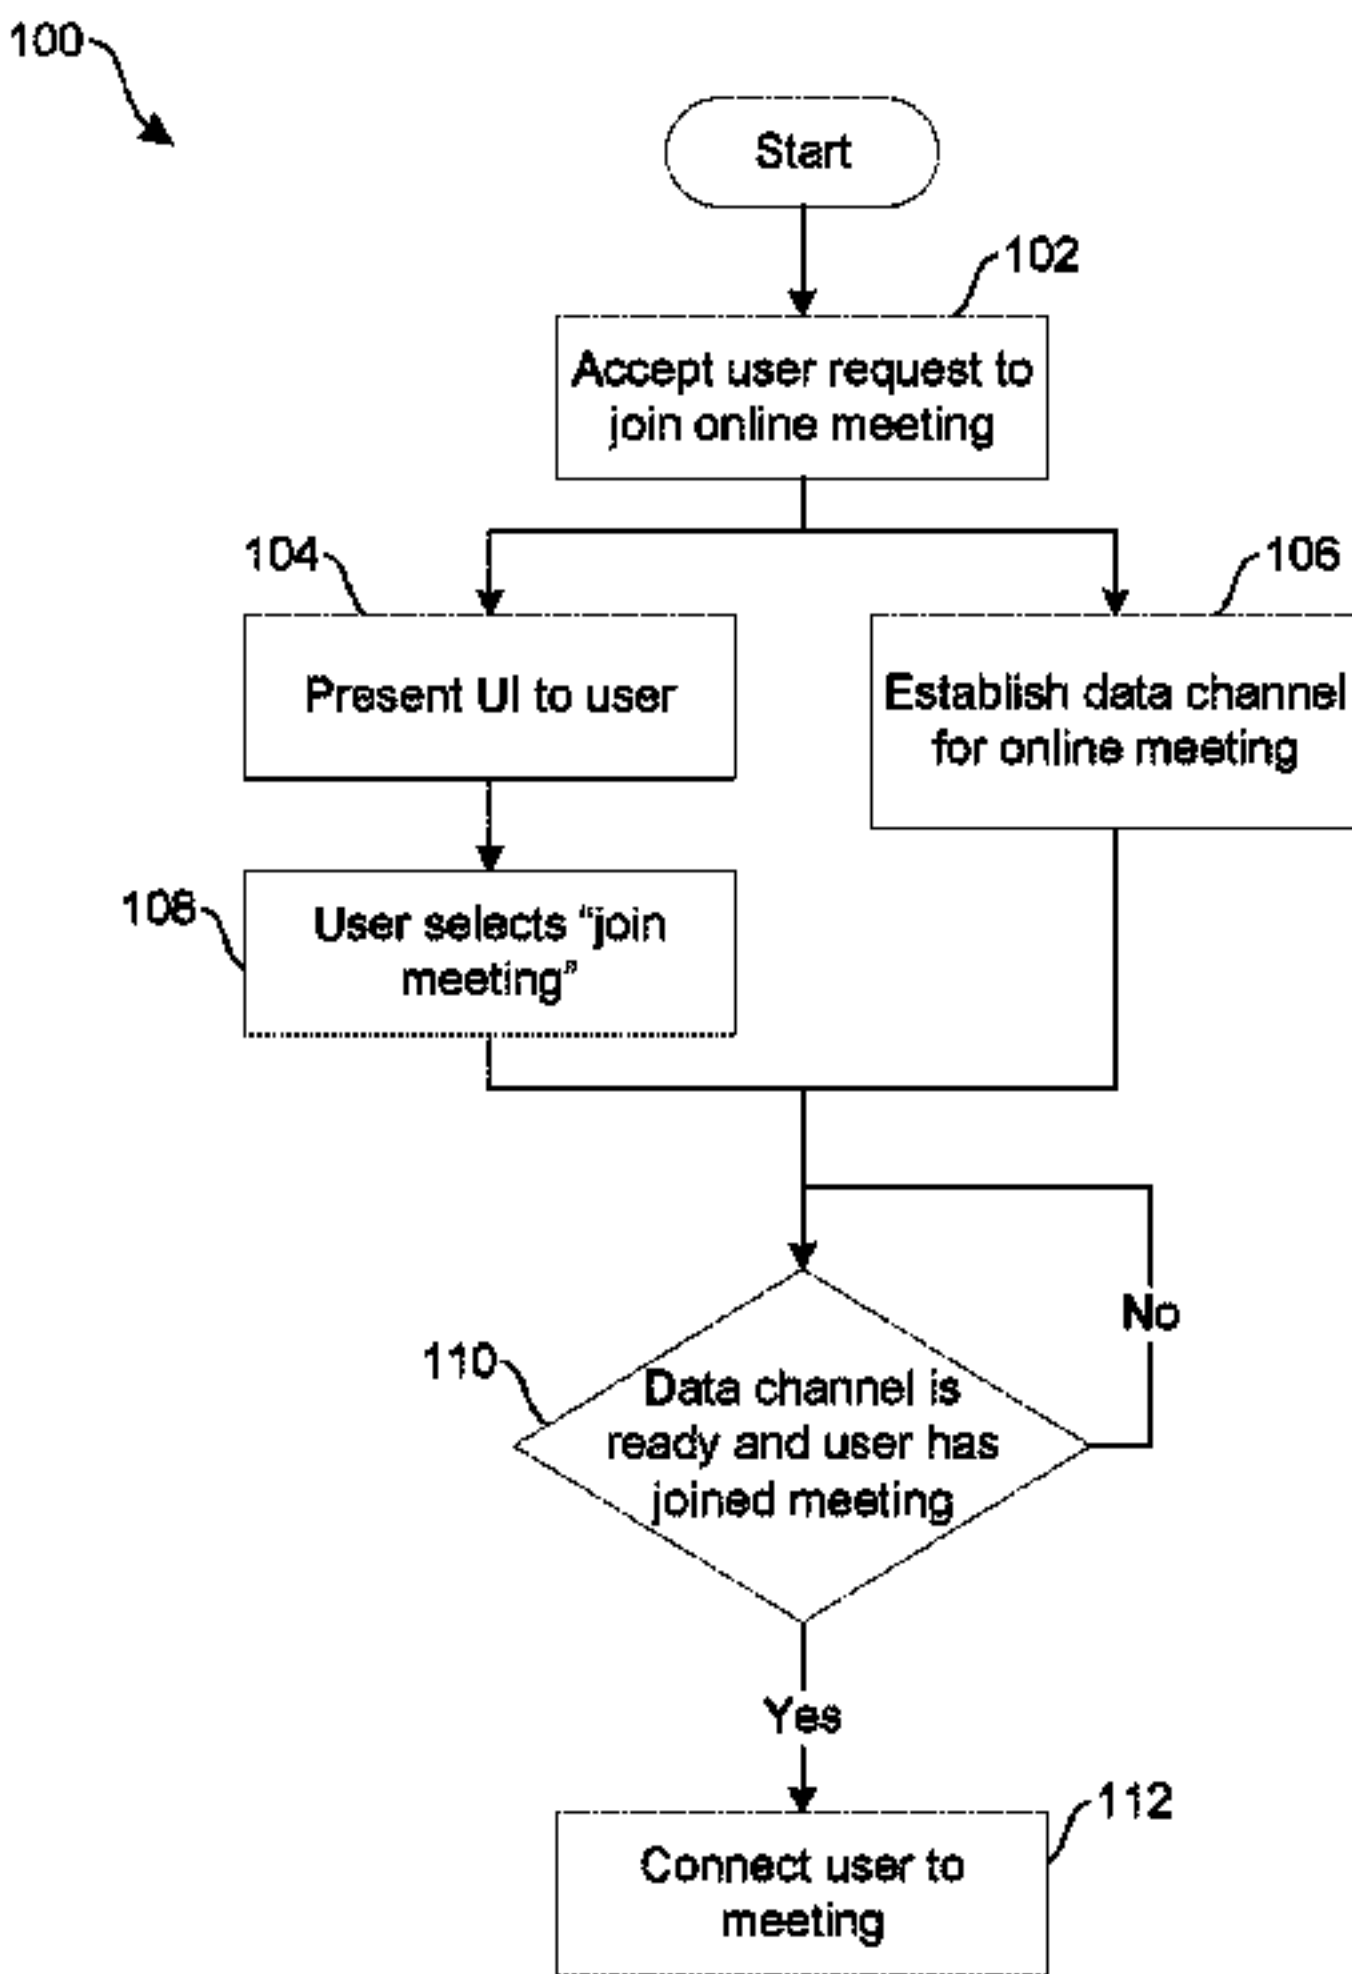 100
Start
102
Accept user request to
join online meeting
104
106
Present UI to user
Establish data channel
for online meeting
108
User selects “join
meeting”
No
110
Data channel is
ready and user has
joined meeting
Yes
112
Connect user to
meeting